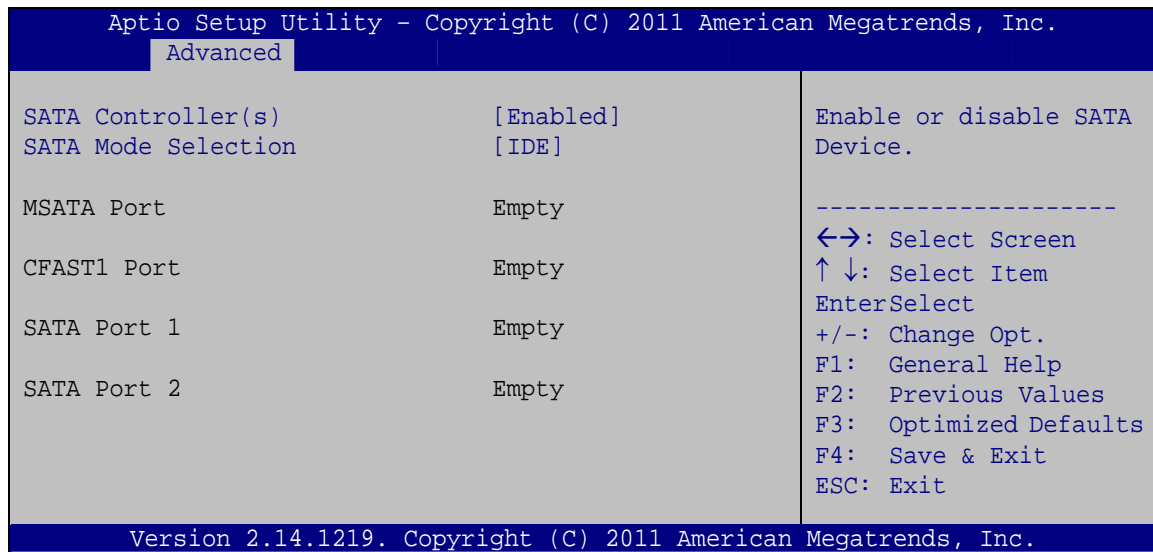 Aptio Setup Utility – Copyright (C) 2011 American Megatrends, Inc.
Advanced
SATA Controller(s) [Enabled]
SATA Mode Selection [IDE]
MSATA Port Empty
CFAST1 Port Empty
SATA Port 1 Empty
SATA Port 2 Empty
Enable or disable SATA
Device.
---------------------
←→: Select Screen
↑ ↓: Select Item
EnterSelect
+/-: Change Opt.
F1: General Help
F2: Previous Values
F3: Optimized Defaults
F4: Save & Exit
ESC: Exit
Version 2.14.1219. Copyright (C) 2011 American Megatrends, Inc.